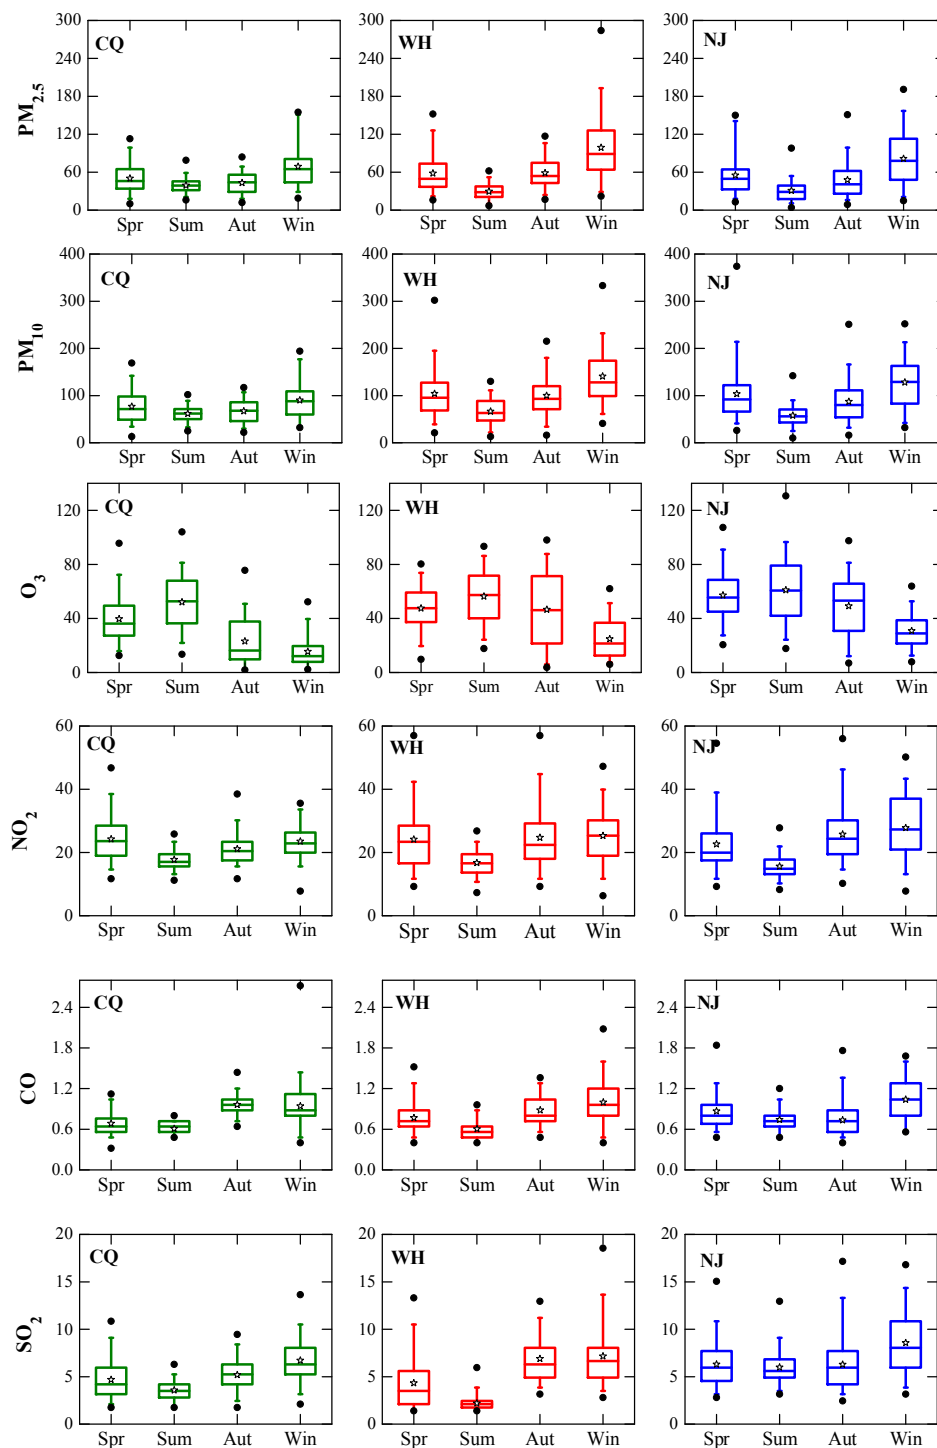 CQ WH NJ
PM2.5
300 300 300
240 240 240
180 180 180
120 120 120
60 60 60
0 0 0
Spr Sum Aut Win Spr Sum Aut Win Spr Sum Aut Win
CQ WH NJ
PM10
400 400 400
300 300 300
200 200 200
100 100 100
0 0 0
Spr Sum Aut Win Spr Sum Aut Win Spr Sum Aut Win
CQ WH NJ
O3
120 120 120
80 80 80
40 40 40
0 0 0
Spr Sum Aut Win Spr Sum Aut Win Spr Sum Aut Win
CQ WH NJ
NO2
60 60 60
40 40 40
20 20 20
0 0 0
Spr Sum Aut Win Spr Sum Aut Win Spr Sum Aut Win
CQ WH NJ
CO
2.4 2.4 2.4
1.8 1.8 1.8
1.2 1.2 1.2
0.6 0.6 0.6
0.0 0.0 0.0
Spr Sum Aut Win Spr Sum Aut Win Spr Sum Aut Win
CQ WH NJ
SO2
20 20 20
15 15 15
10 10 10
5 5 5
0 0 0
Spr Sum Aut Win Spr Sum Aut Win Spr Sum Aut Win